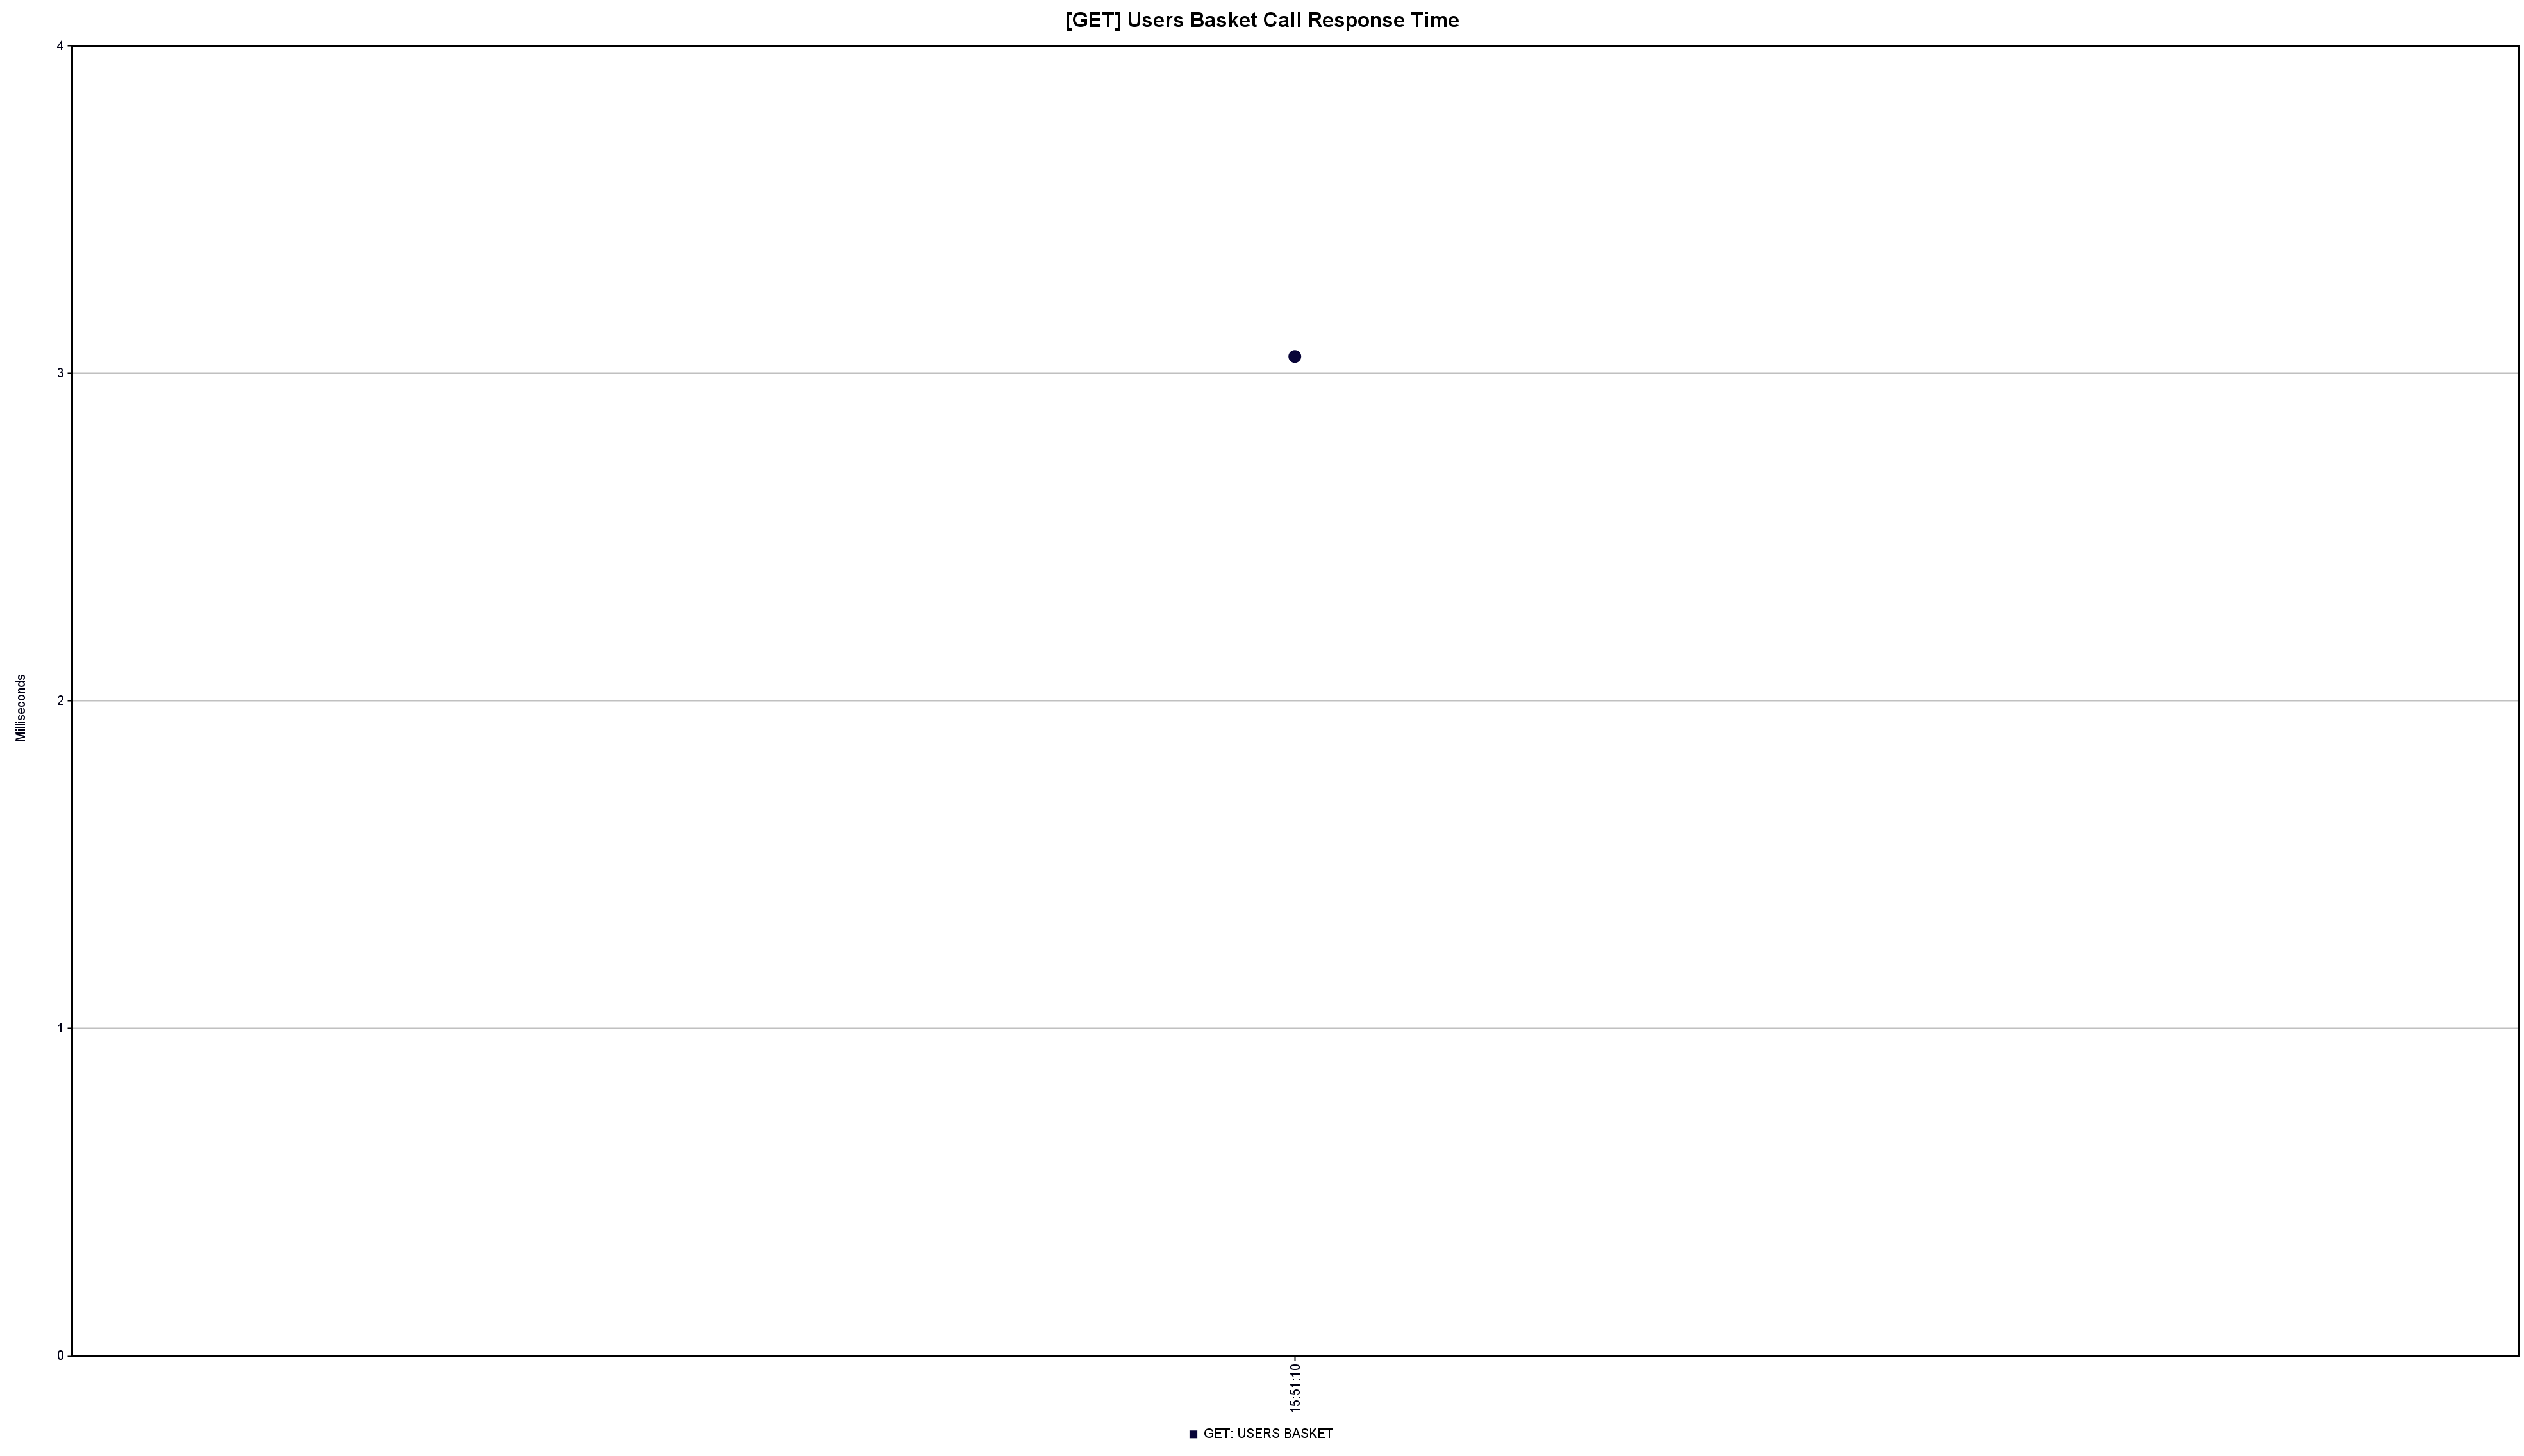 [GET] Users Basket Call Response Time
4
3
2
1
0
Milliseconds
15:51:10
GET: USERS BASKET